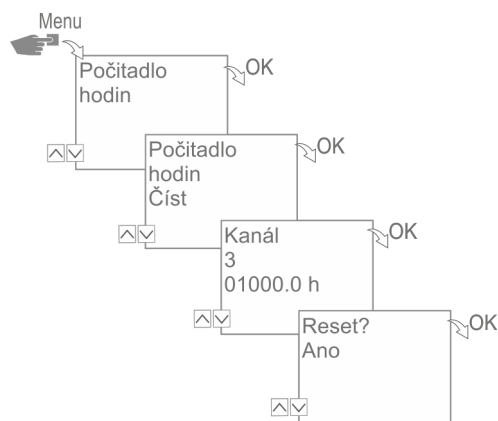 Menu
Počitadlo
hodin
OK
Počitadlo
hodin
Číst
OK
Kanál
3
01000.0 h
OK
Reset?
Ano
OK